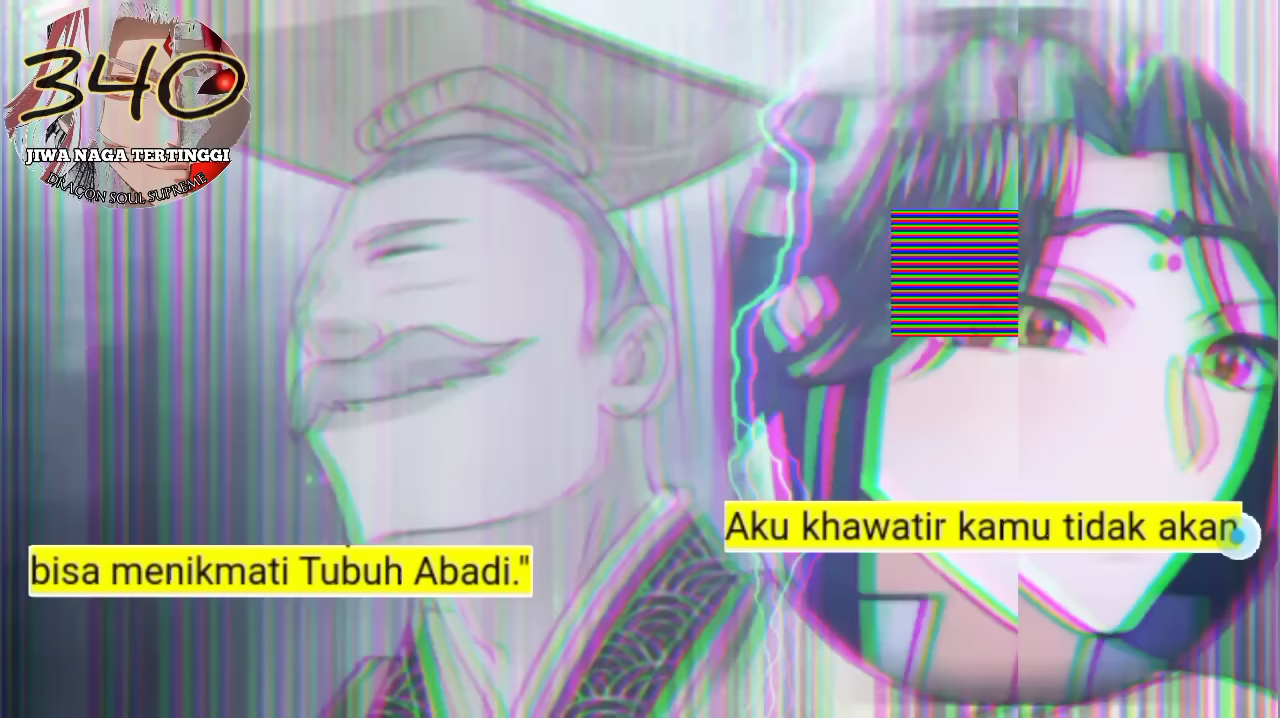 340
JIWA NAGA TERTINGGI
DRAGON SOUL SUPREME
Aku khawatir kamu tidak akan
bisa menikmati Tubuh Abadi."